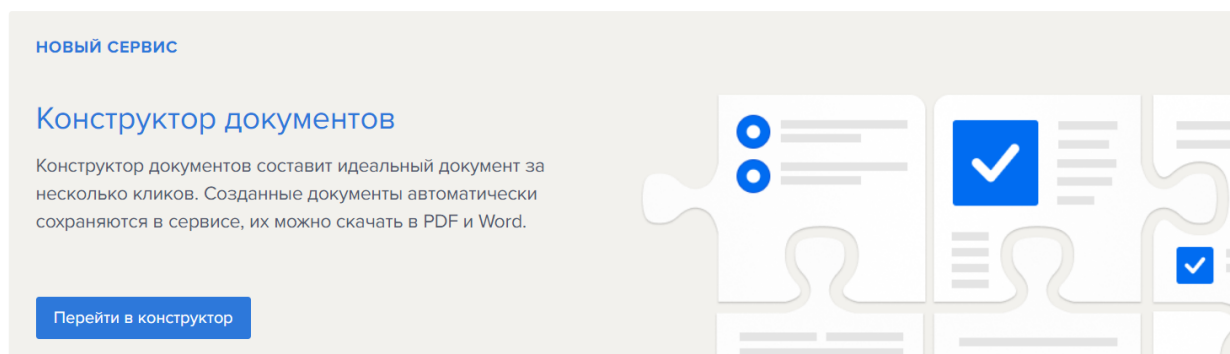 НОВЫЙ СЕРВИС
Конструктор документов
Конструктор документов составит идеальный документ за
несколько кликов. Созданные документы автоматически
сохраняются в сервисе, их можно скачать в PDF и Word.
Перейти в конструктор